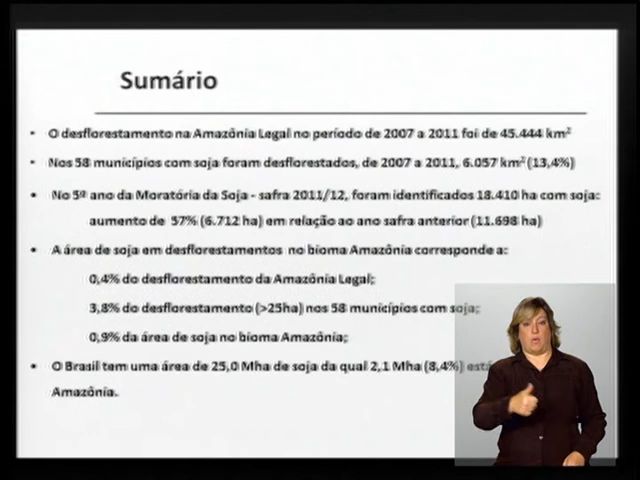 Sumário
• O desflorestamento na Amazônia Legal no período de 2007 a 2011 foi de 45.444 km²
• Nos 58 municípios com soja foram desflorestados, de 2007 a 2011, 6.057 km² (13,4%)
• No 5º ano da Moratória da Soja - safra 2011/12, foram identificados 18.410 ha com soja:
aumento de 57% (6.712 ha) em relação ao ano safra anterior (11.698 ha)
• A área de soja em desflorestamentos no bioma Amazônia corresponde a:
0,4% do desflorestamento da Amazônia Legal;
3,8% do desflorestamento (>25ha) nos 58 municípios com soja;
0,9% da área de soja no bioma Amazônia;
• O Brasil tem uma área de 25,0 Mha de soja da qual 2,1 Mha (8,4%)
Amazônia.